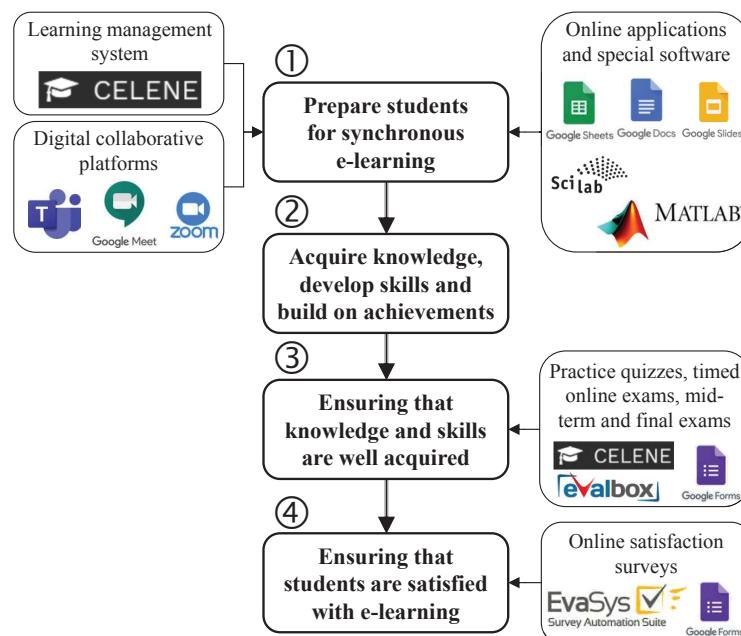 Learning management
system
CELENE
Digital collaborative
platforms
T
Google Meet
zoom
Online applications
and special software
Google Sheets
Google Docs
Google Slides
Scilab
MATLAB
①
Prepare students
for synchronous
e-learning
②
Acquire knowledge,
develop skills and
build on achievements
③
Ensuring that
knowledge and skills
are well acquired
Practice quizzes, timed
online exams, mid-
term and final exams
CELENE
evalbox
Google Forms
④
Ensuring that
students are satisfied
with e-learning
Online satisfaction
surveys
EvaSys
Survey Automation Suite
Google Forms